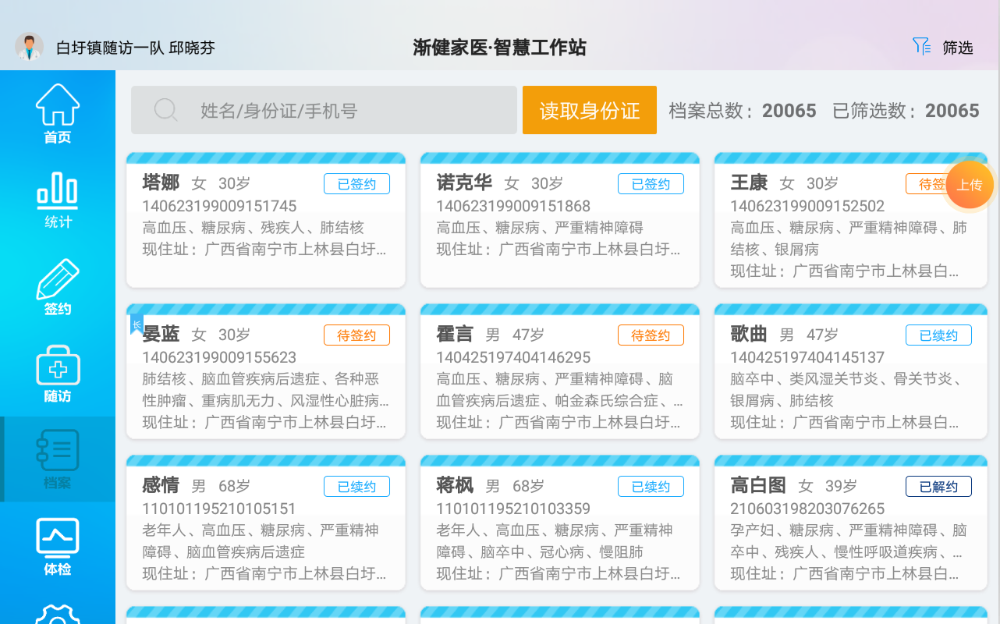 白圩镇随访一队 邱晓芬
渐健家医·智慧工作站
筛选
首页
统计
签约
随访
档案
体检
姓名/身份证/手机号
读取身份证
档案总数：20065 已筛选数：20065
塔娜 女 30岁 已签约
140623199009151745
高血压、糖尿病、残疾人、肺结核
现住址：广西省南宁市上林县白圩...
诺克华 女 30岁 已签约
140623199009151868
高血压、糖尿病、严重精神障碍
现住址：广西省南宁市上林县白圩...
王康 女 30岁 待签
上传
140623199009152502
高血压、糖尿病、严重精神障碍、肺
结核、银屑病
现住址：广西省南宁市上林县白...
长
晏蓝 女 30岁 待签约
140623199009155623
肺结核、脑血管疾病后遗症、各种恶
性肿瘤、重病肌无力、风湿性心脏病...
现住址：广西省南宁市上林县白圩...
霍言 男 47岁 待签约
140425197404146295
高血压、糖尿病、严重精神障碍、脑
血管疾病后遗症、帕金森氏综合症、...
现住址：广西省南宁市上林县白圩...
歌曲 男 47岁 已续约
140425197404145137
脑卒中、类风湿关节炎、骨关节炎、
银屑病、肺结核
现住址：广西省南宁市上林县白...
感情 男 68岁 已续约
110101195210105151
老年人、高血压、糖尿病、严重精神
障碍、脑血管疾病后遗症
现住址：广西省南宁市上林县白圩...
蒋枫 男 68岁 已续约
110101195210103359
老年人、高血压、糖尿病、严重精神
障碍、脑卒中、冠心病、慢阻肺
现住址：广西省南宁市上林县白圩...
高白图 女 39岁 已解约
210603198203076265
孕产妇、糖尿病、严重精神障碍、脑
卒中、残疾人、慢性呼吸道疾病、...
现住址：广西省南宁市上林县白...